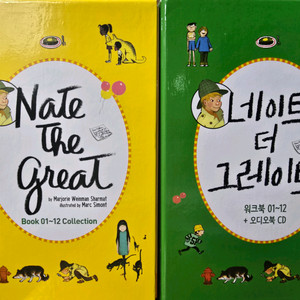 Nate
the
Great
by Marjorie Weinman Sharmat
illustrated by Marc Simont
Book 01~12 Collection
네이트
더
그레이트
워크북 01~12
+ 오디오북 CD